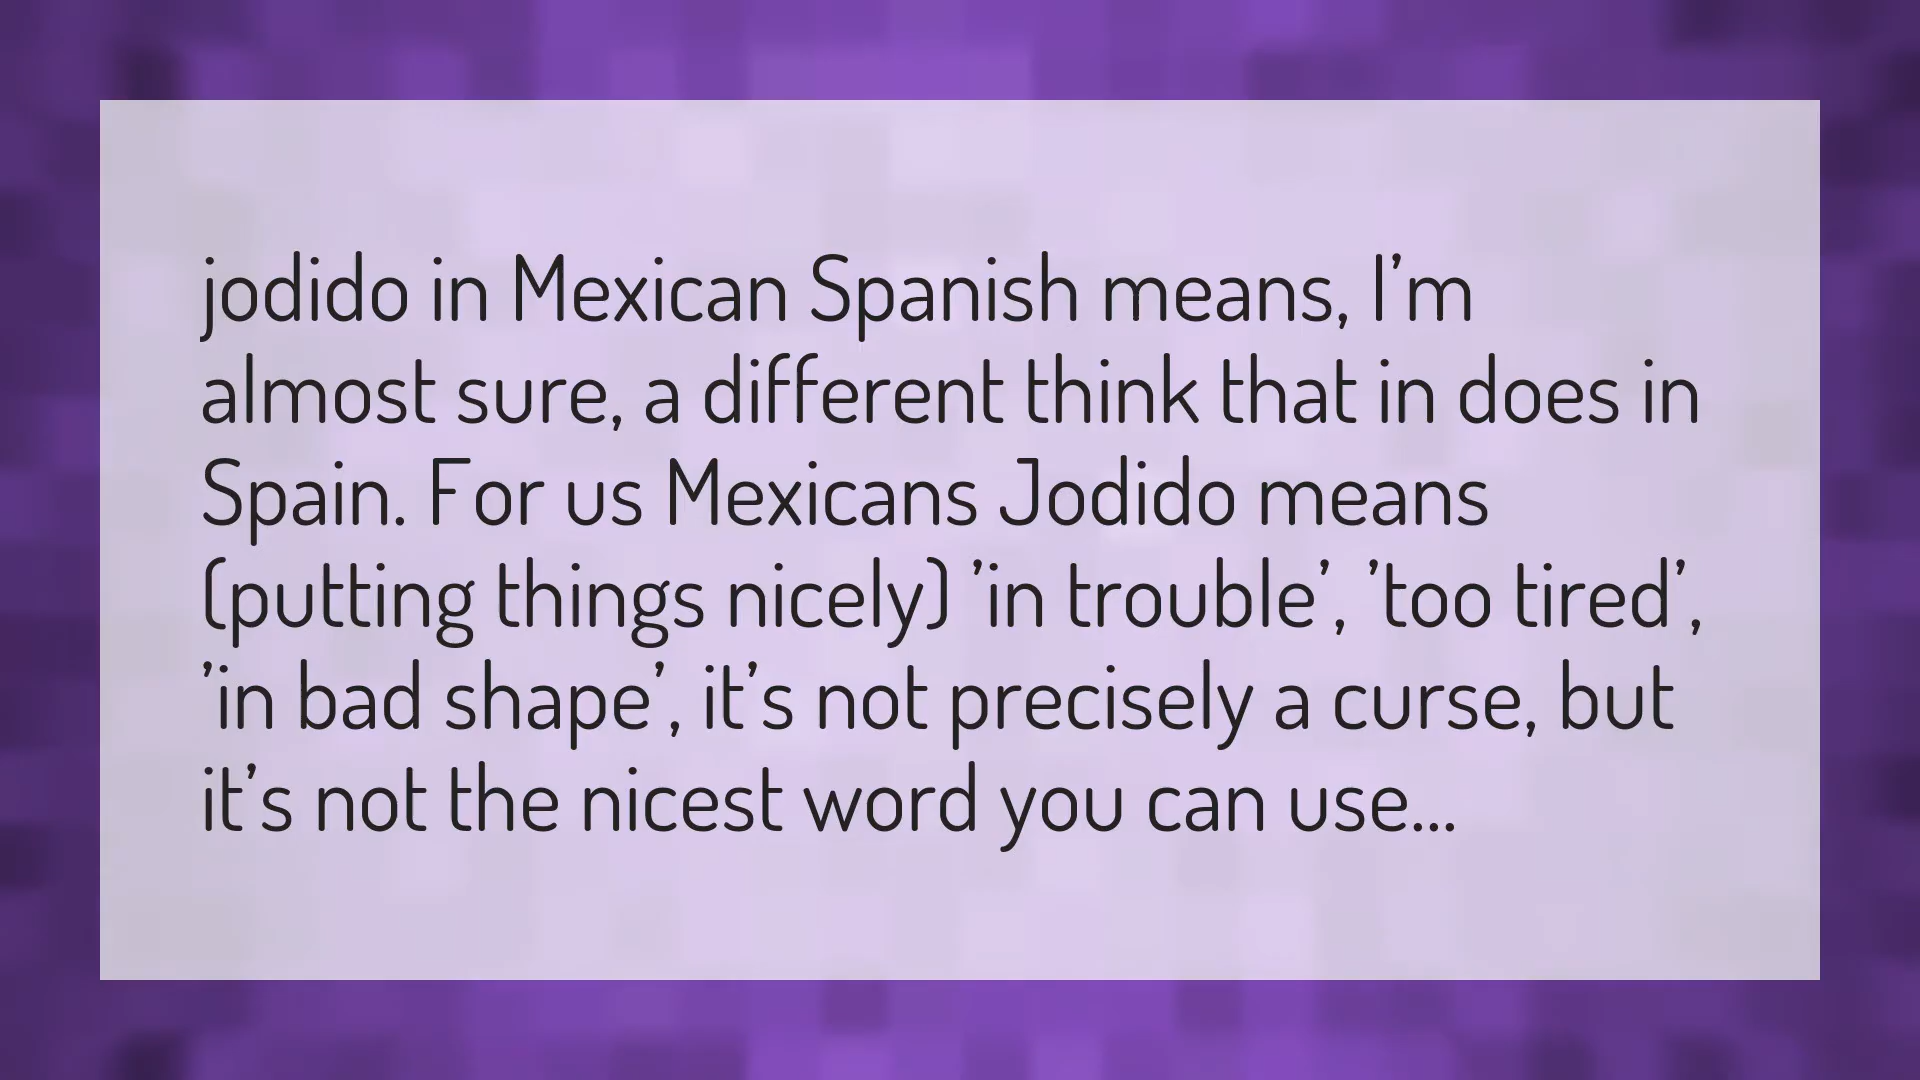 jodido in Mexican Spanish means, I'm
almost sure, a different think that in does in
Spain. For us Mexicans Jodido means
(putting things nicely) 'in trouble', 'too tired',
'in bad shape', it's not precisely a curse, but
it's not the nicest word you can use...